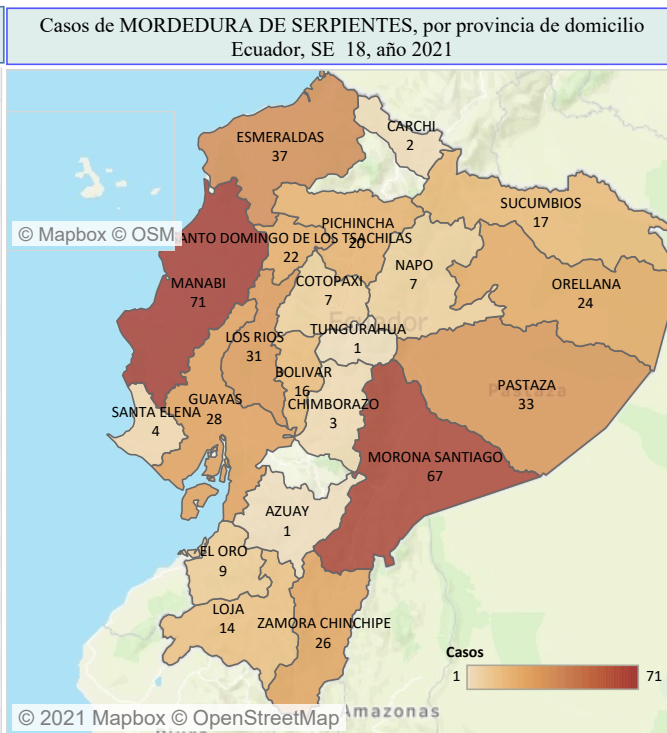 Casos de MORDEDURA DE SERPIENTES, por provincia de domicilio
Ecuador, SE 18, año 2021
CARCHI
2
ESMERALDAS
37
SUCUMBIOS
17
© Mapbox © OSM
PICHINCHA
20
ANTO DOMINGO DE LOS TSACHILAS
22
NAPO
7
COTOPAXI
7
ORELLANA
24
MANABI
71
Ecuador
TUNGURAHUA
1
LOS RIOS
31
BOLIVAR
16
PASTAZA
33
Pastaza
GUAYAS
28
CHIMBORAZO
3
SANTA ELENA
4
MORONA SANTIAGO
67
AZUAY
1
EL ORO
9
LOJA
14
ZAMORA CHINCHIPE
26
Casos
1
71
© 2021 Mapbox © OpenStreetMap
Amazonas